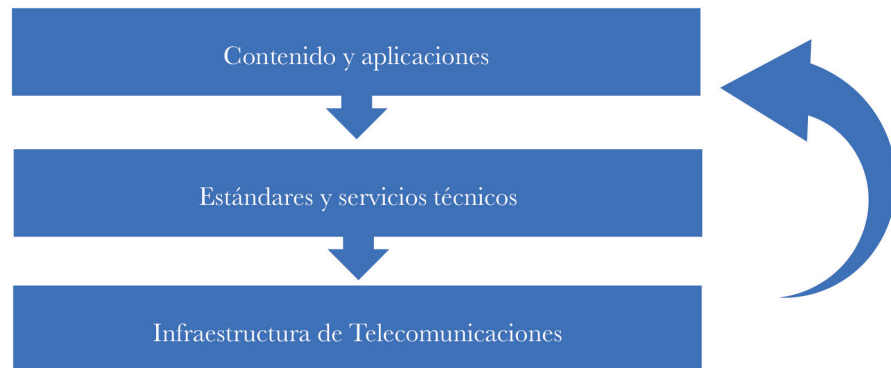 Contenido y aplicaciones
Estándares y servicios técnicos
Infraestructura de Telecomunicaciones